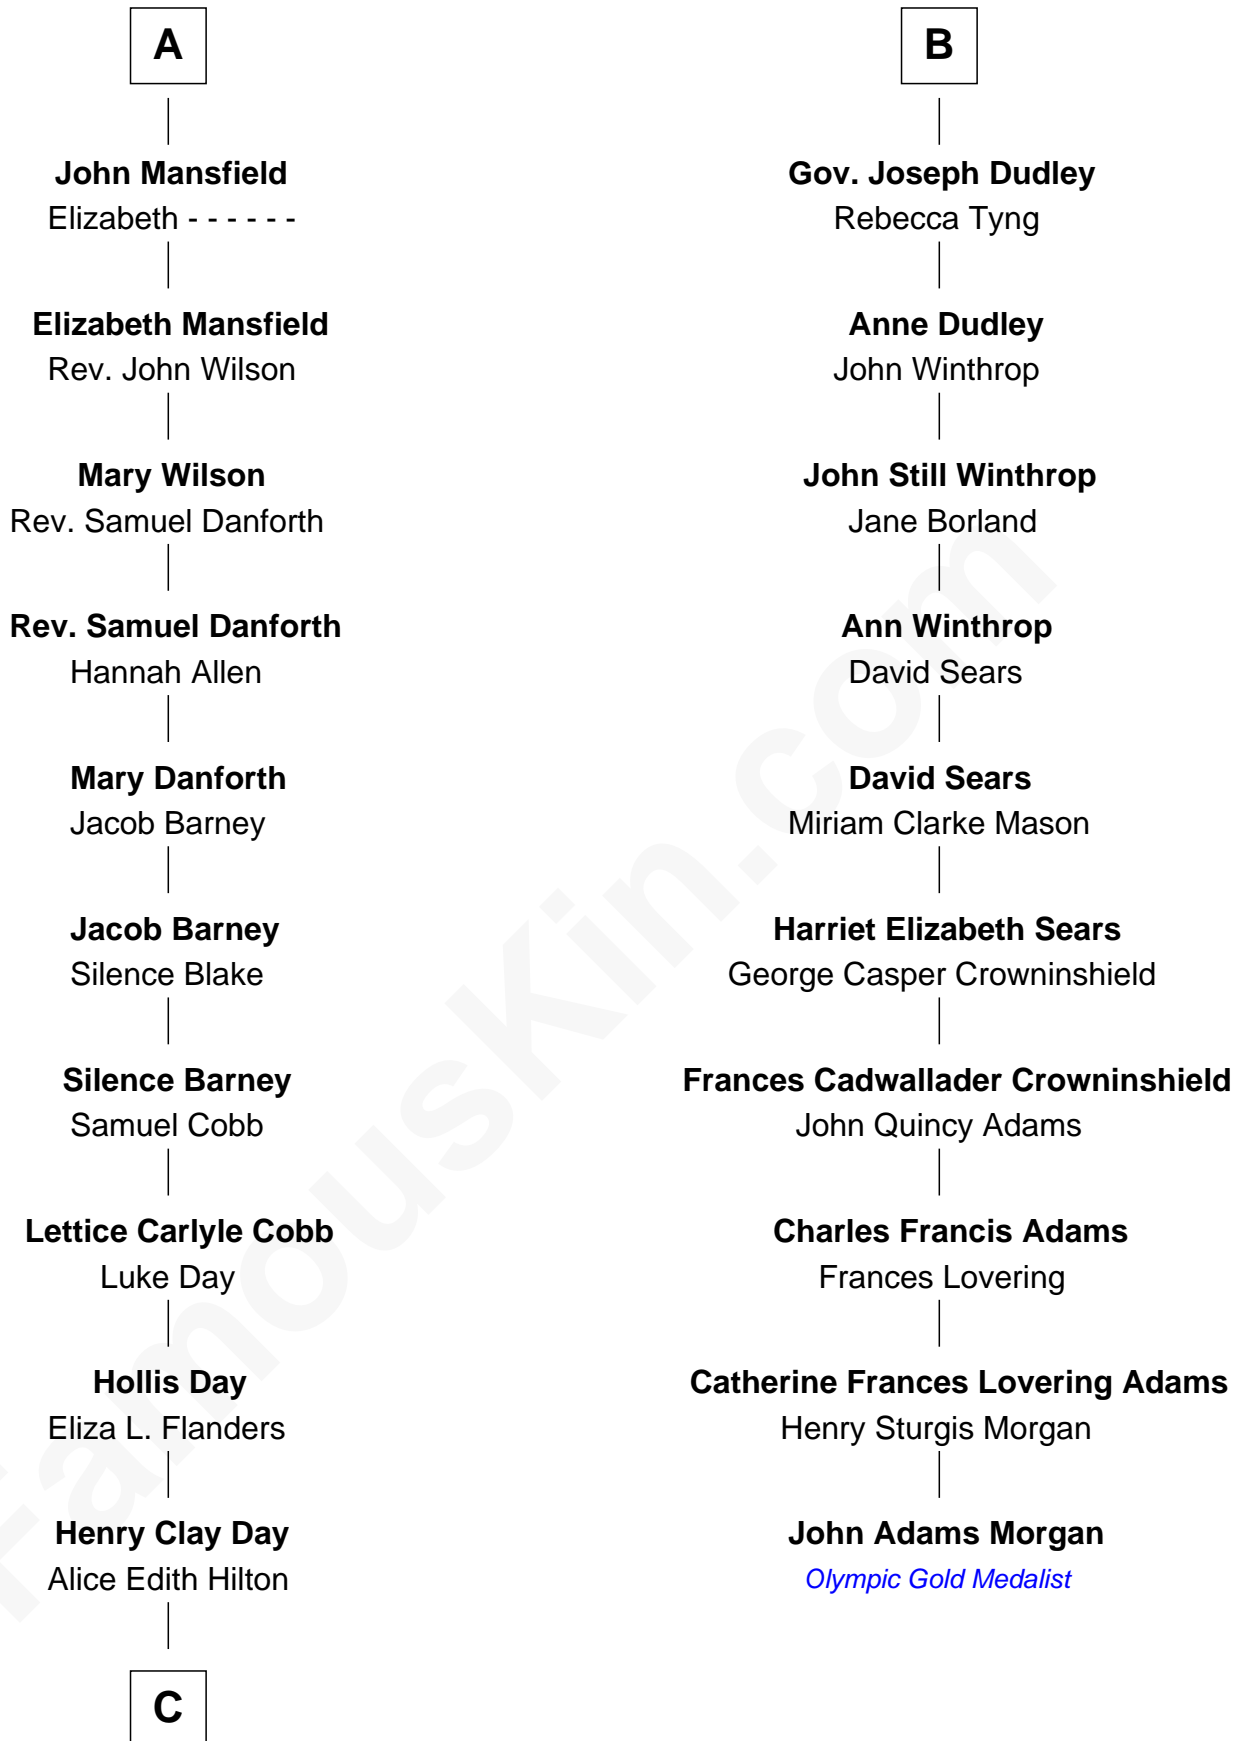 A
John Mansfield
Elizabeth - - - - - -
Elizabeth Mansfield
Rev. John Wilson
Mary Wilson
Rev. Samuel Danforth
Rev. Samuel Danforth
Hannah Allen
Mary Danforth
Jacob Barney
Jacob Barney
Silence Blake
Silence Barney
Samuel Cobb
Lettice Carlyle Cobb
Luke Day
Hollis Day
Eliza L. Flanders
Henry Clay Day
Alice Edith Hilton
C
B
Gov. Joseph Dudley
Rebecca Tyng
Anne Dudley
John Winthrop
John Still Winthrop
Jane Borland
Ann Winthrop
David Sears
David Sears
Miriam Clarke Mason
Harriet Elizabeth Sears
George Casper Crowninshield
Frances Cadwallader Crowninshield
John Quincy Adams
Charles Francis Adams
Frances Lovering
Catherine Frances Lovering Adams
Henry Sturgis Morgan
John Adams Morgan
Olympic Gold Medalist
FamousKin.com